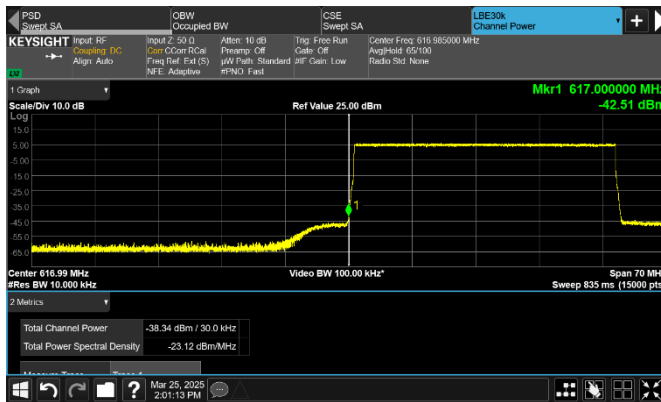 PSD
Swept SA
OBW
Occupied BW
CSE
Swept SA
LBE30k
Channel Power
KEYSIGHT
Input: RF
Coupling: DC
Align: Auto
Input Z: 50 Ω
Corr CCorr RCal
Freq Ref: Ext (S)
NFE: Adaptive
Atten: 10 dB
Preamp: Off
µW Path: Standard
#PNO: Fast
Trig: Free Run
Gate: Off
#IF Gain: Low
Center Freq: 616.985000 MHz
Avg|Hold: 65/100
Radio Std: None
1 Graph
Mkr1 617.000000 MHz
Scale/Div 10.0 dB
Ref Value 25.00 dBm
-42.51 dBm
Log
15.0
5.00
-5.00
-15.0
-25.0
-35.0
-45.0
-55.0
-65.0
1
Center 616.99 MHz
Video BW 100.00 kHz*
Span 70 MH
#Res BW 10.000 kHz
Sweep 835 ms (15000 pts
2 Metrics
Total Channel Power
-38.34 dBm / 30.0 kHz
Total Power Spectral Density
-23.12 dBm/MHz
Mar 25, 2025
2:01:13 PM